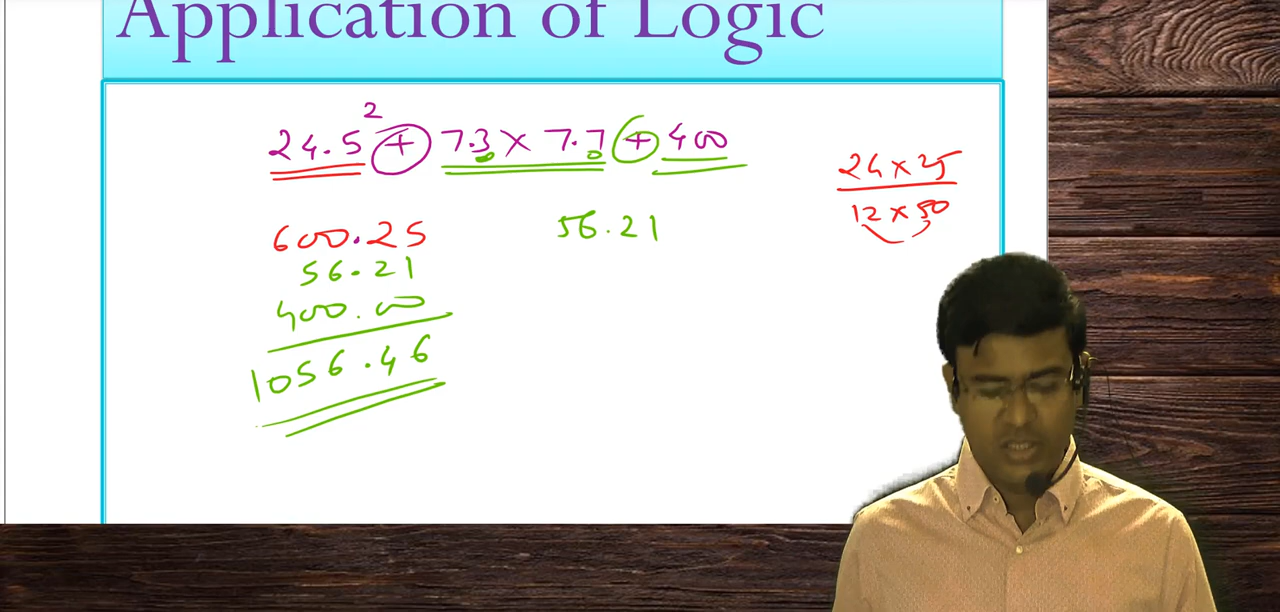 Application of Logic
24.5² + 7.3 × 7.7 + 400
24 × 25
12 × 50
600.25
56.21
56.21
400.00
1056.46